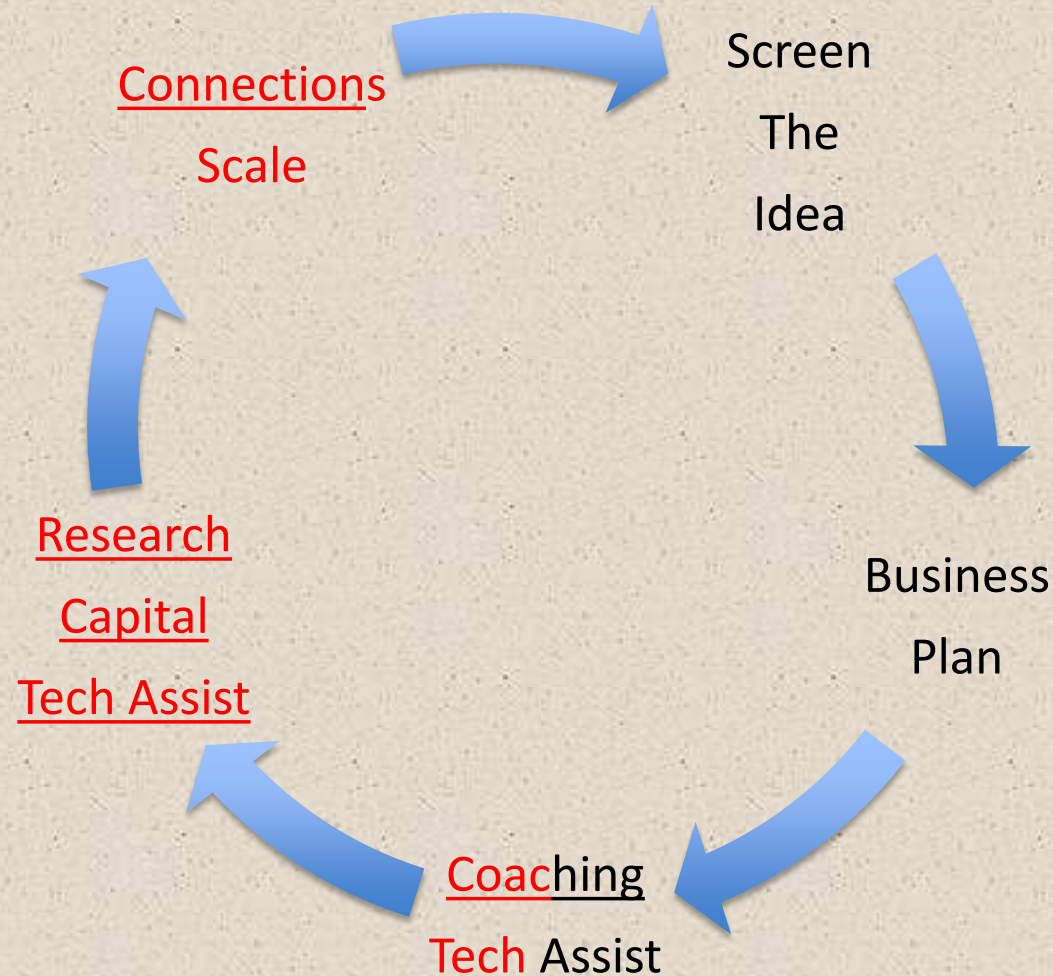 Screen
The
Idea
Business
Plan
Coaching
Tech Assist
Research
Capital
Tech Assist
Connections
Scale